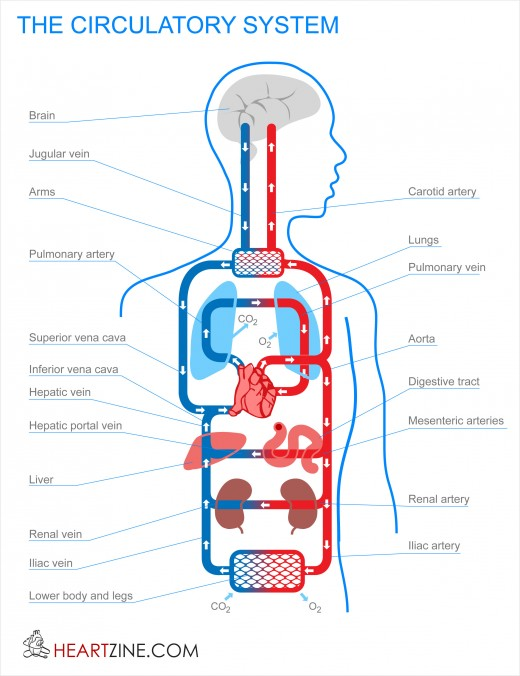 THE CIRCULATORY SYSTEM
Brain
Jugular vein
Arms
Carotid artery
Lungs
Pulmonary artery
Pulmonary vein
CO2
O2
Superior vena cava
Aorta
Inferior vena cava
Digestive tract
Hepatic vein
Mesenteric arteries
Hepatic portal vein
Liver
Renal artery
Renal vein
Iliac artery
Iliac vein
Lower body and legs
CO2
O2
HEARTZINE.COM